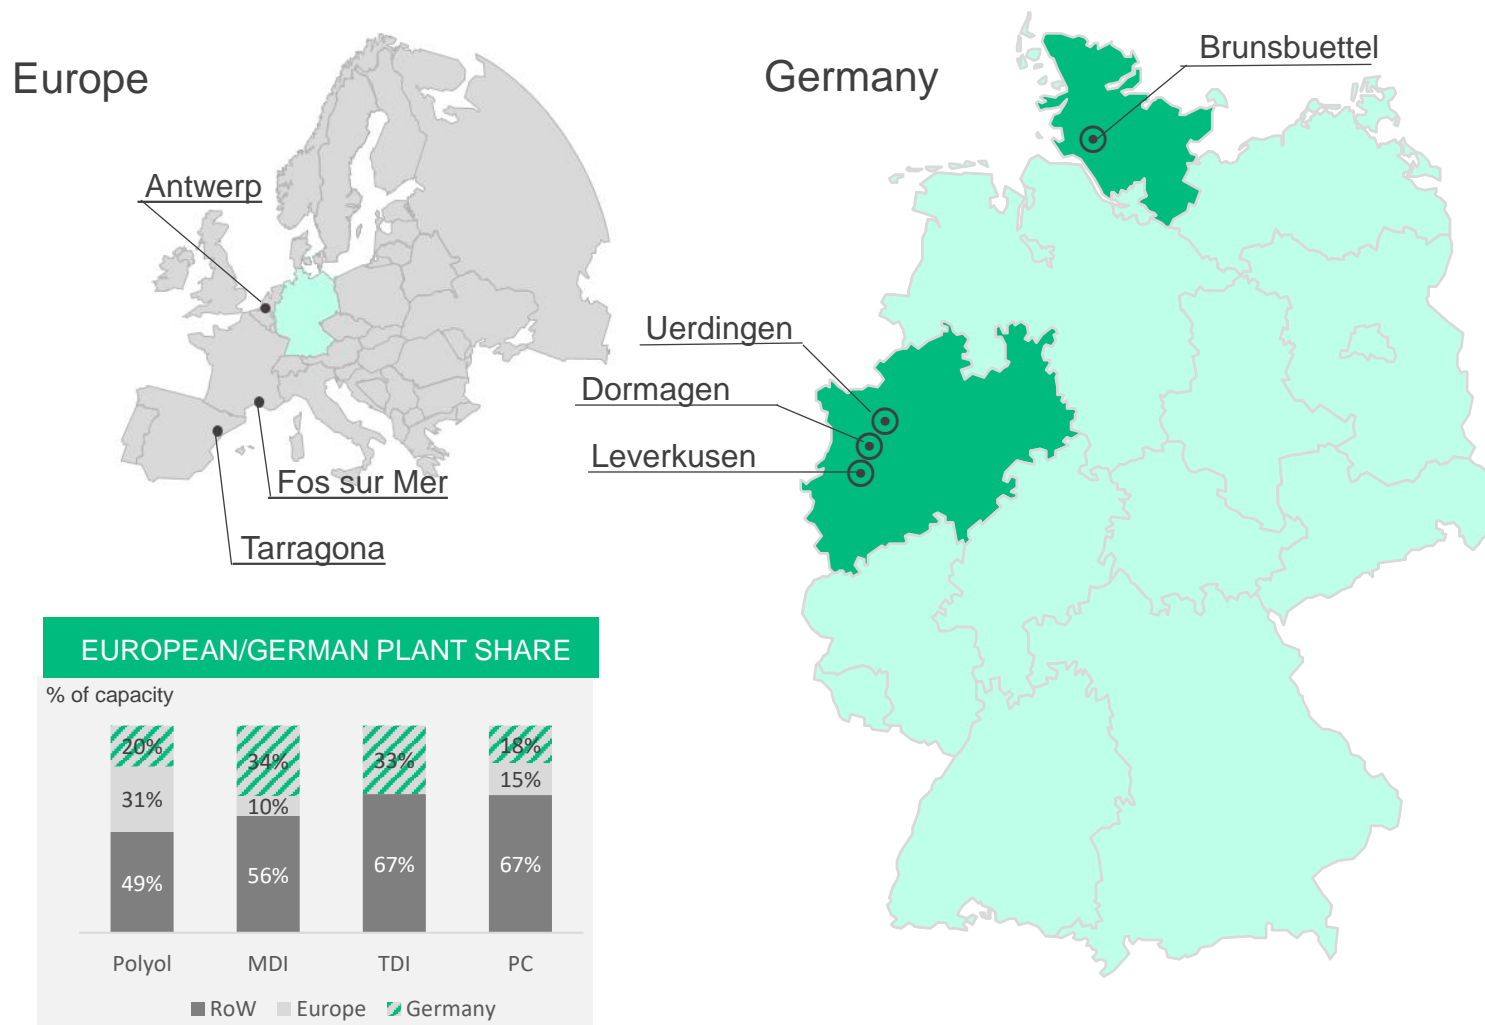 Europe
Antwerp
Fos sur Mer
Tarragona
Germany
Brunsbuettel
Uerdingen
Dormagen
Leverkusen
EUROPEAN/GERMAN PLANT SHARE
% of capacity
20% 34% 33% 18%
31% 10% 15%
49% 56% 67% 67%
Polyol MDI TDI PC
RoW Europe Germany